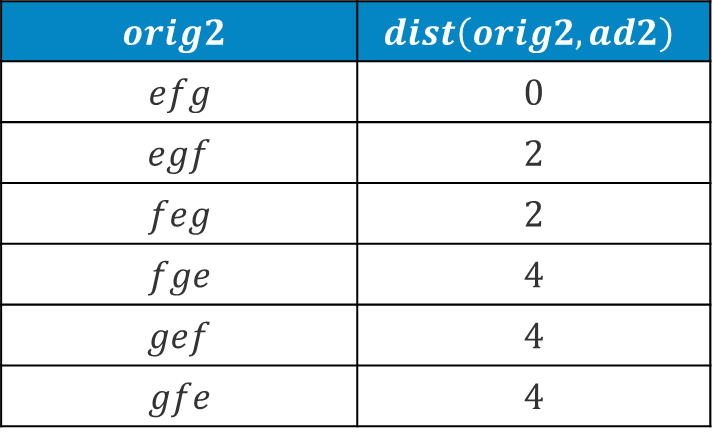 orig2 dist(orig2,ad2)
efg 0
egf 2
feg 2
fge 4
gef 4
gfe 4